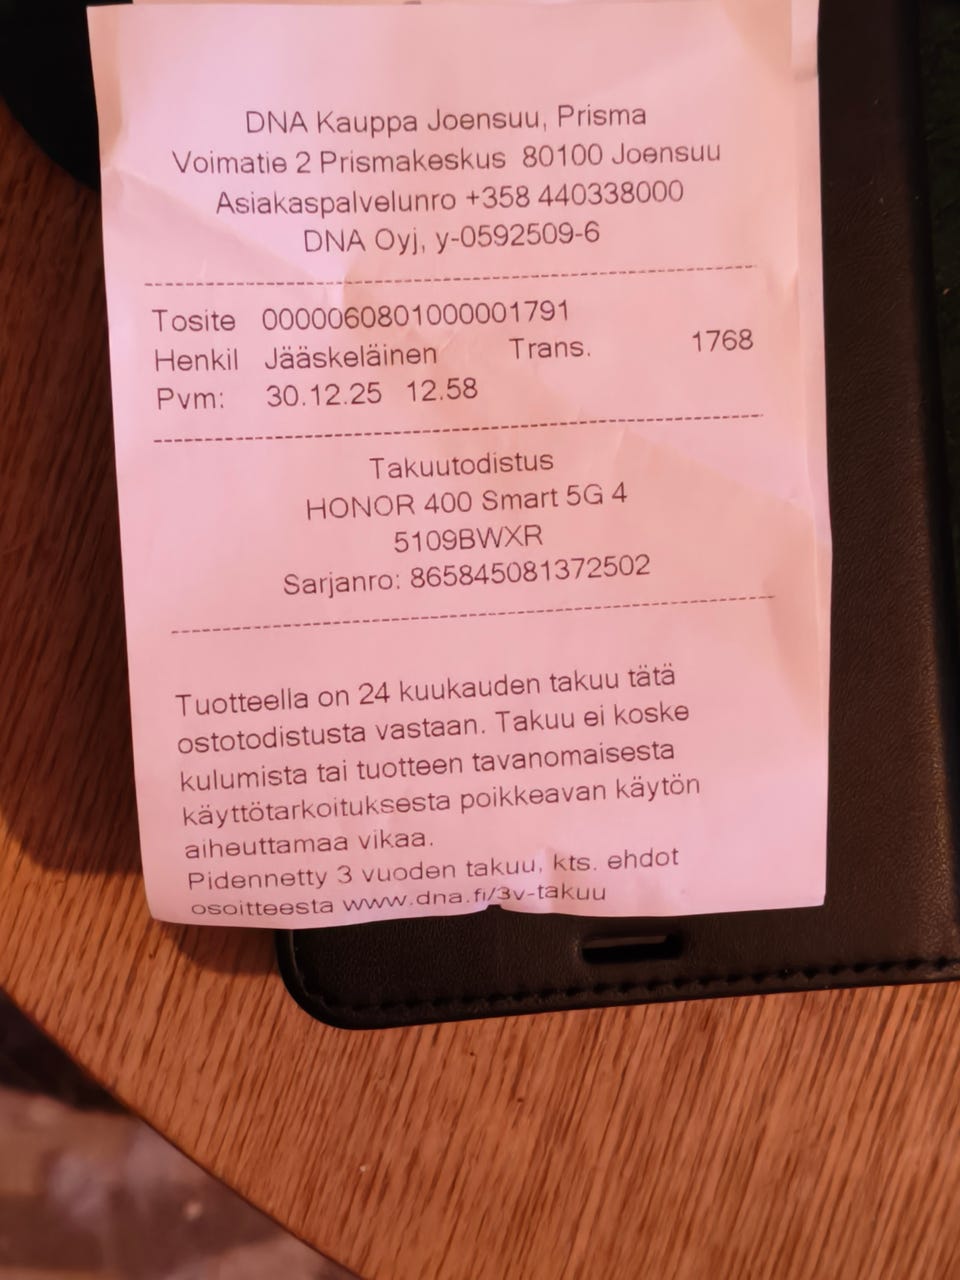 DNA Kauppa Joensuu, Prisma
Voimatie 2 Prismakeskus 80100 Joensuu
Asiakaspalvelunro +358 440338000
DNA Oyj, y-0592509-6
Tosite 0000060801000001791
Henkil Jääskeläinen Trans. 1768
Pvm: 30.12.25 12.58
Takuutodistus
HONOR 400 Smart 5G 4
5109BWXR
Sarjanro: 865845081372502
Tuotteella on 24 kuukauden takuu tätä
ostotodistusta vastaan. Takuu ei koske
kulumista tai tuotteen tavanomaisesta
käyttötarkoituksesta poikkeavan käytön
aiheuttamaa vikaa.
Pidennetty 3 vuoden takuu, kts. ehdot
osoitteesta www.dna.fi/3v-takuu